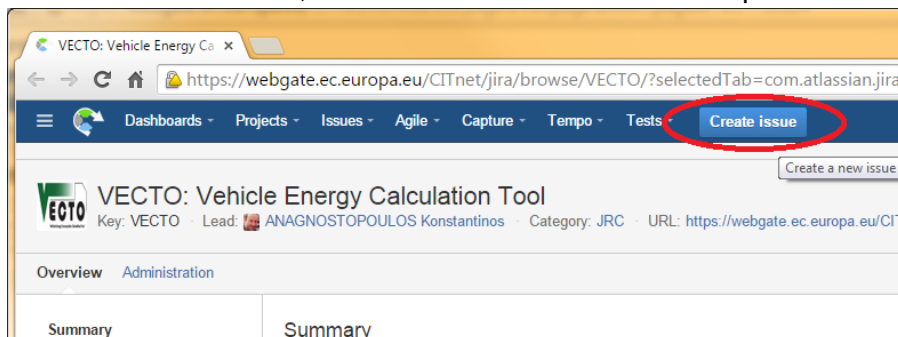 VECTO: Vehicle Energy Ca
https://webgate.ec.europa.eu/CITnet/jira/browse/VECTO/?selectedTab=com.atlassian.jira
Dashboards Projects Issues Agile Capture Tempo Tests Create issue
Create a new issue
VECTO
VECTO: Vehicle Energy Calculation Tool
Key: VECTO · Lead: ANAGNOSTOPOULOS Konstantinos · Category: JRC · URL: https://webgate.ec.europa.eu/CI
Overview Administration
Summary Summary